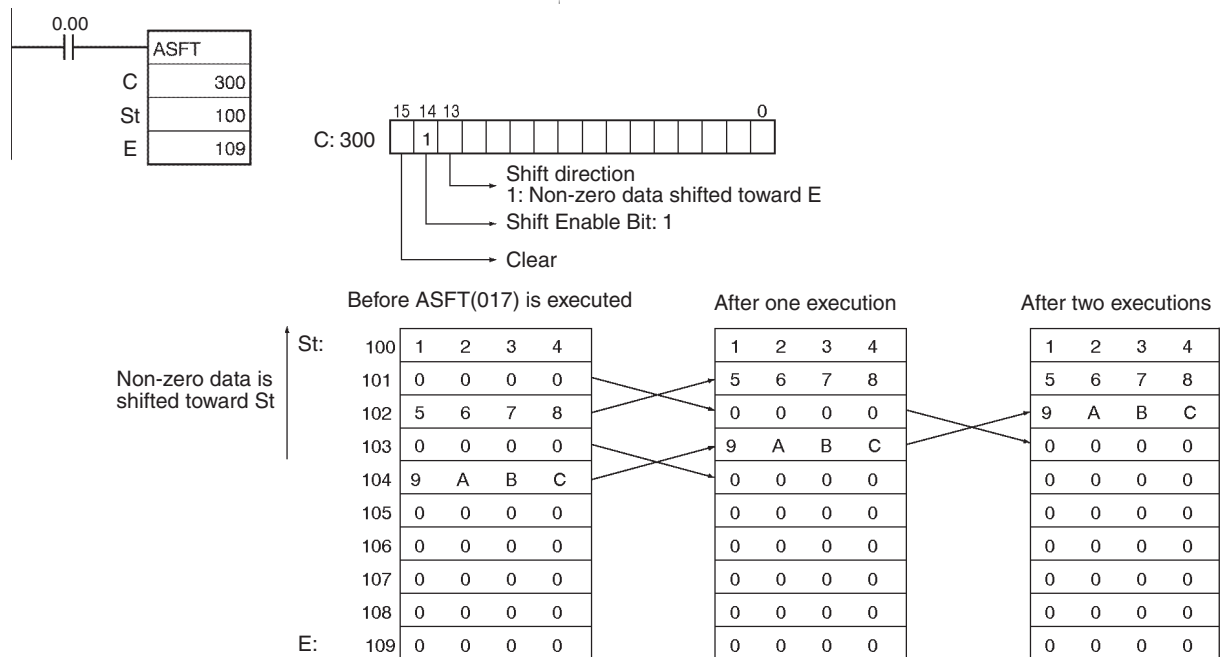 0.00
ASFT
C 300
St 100
E 109
15 14 13 0
C: 300 1
Shift direction
1: Non-zero data shifted toward E
Shift Enable Bit: 1
Clear
Before ASFT(017) is executed After one execution After two executions
Non-zero data is
shifted toward St
St: 100 1 2 3 4 1 2 3 4 1 2 3 4
101 0 0 0 0 5 6 7 8 5 6 7 8
102 5 6 7 8 0 0 0 0 9 A B C
103 0 0 0 0 9 A B C 0 0 0 0
104 9 A B C 0 0 0 0 0 0 0 0
105 0 0 0 0 0 0 0 0 0 0 0 0
106 0 0 0 0 0 0 0 0 0 0 0 0
107 0 0 0 0 0 0 0 0 0 0 0 0
108 0 0 0 0 0 0 0 0 0 0 0 0
E: 109 0 0 0 0 0 0 0 0 0 0 0 0